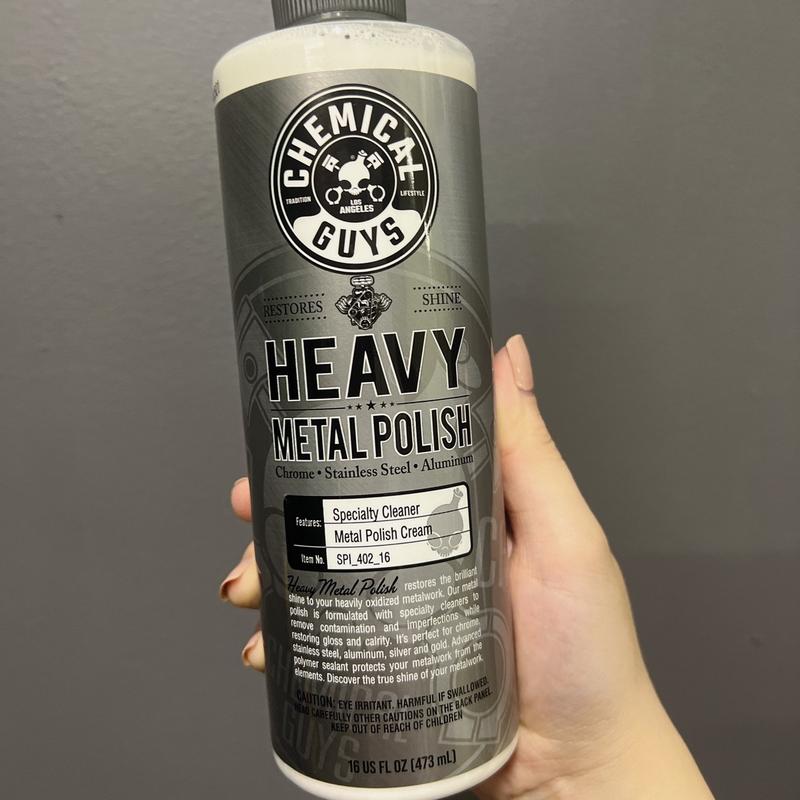 CHEMICAL
TRADITION
LIFESTYLE
LOS
ANGELES
GUYS
RESTORES SHINE
HEAVY
METAL POLISH
Chrome • Stainless Steel • Aluminum
Features: Specialty Cleaner
Metal Polish Cream
Item No. SPI_402_16
Heavy Metal Polish restores the brilliant
shine to your heavily oxidized metalwork. Our metal
polish is formulated with specialty cleaners to
remove contamination and imperfections while
restoring gloss and calrity. It's perfect for chrome,
stainless steel, aluminum, silver and gold. Advanced
polymer sealant protects your metalwork from the
elements. Discover the true shine of your metalwork.
CAUTION: EYE IRRITANT. HARMFUL IF SWALLOWED.
READ CAREFULLY OTHER CAUTIONS ON THE BACK PANEL.
KEEP OUT OF REACH OF CHILDREN
16 US FL OZ (473 mL)